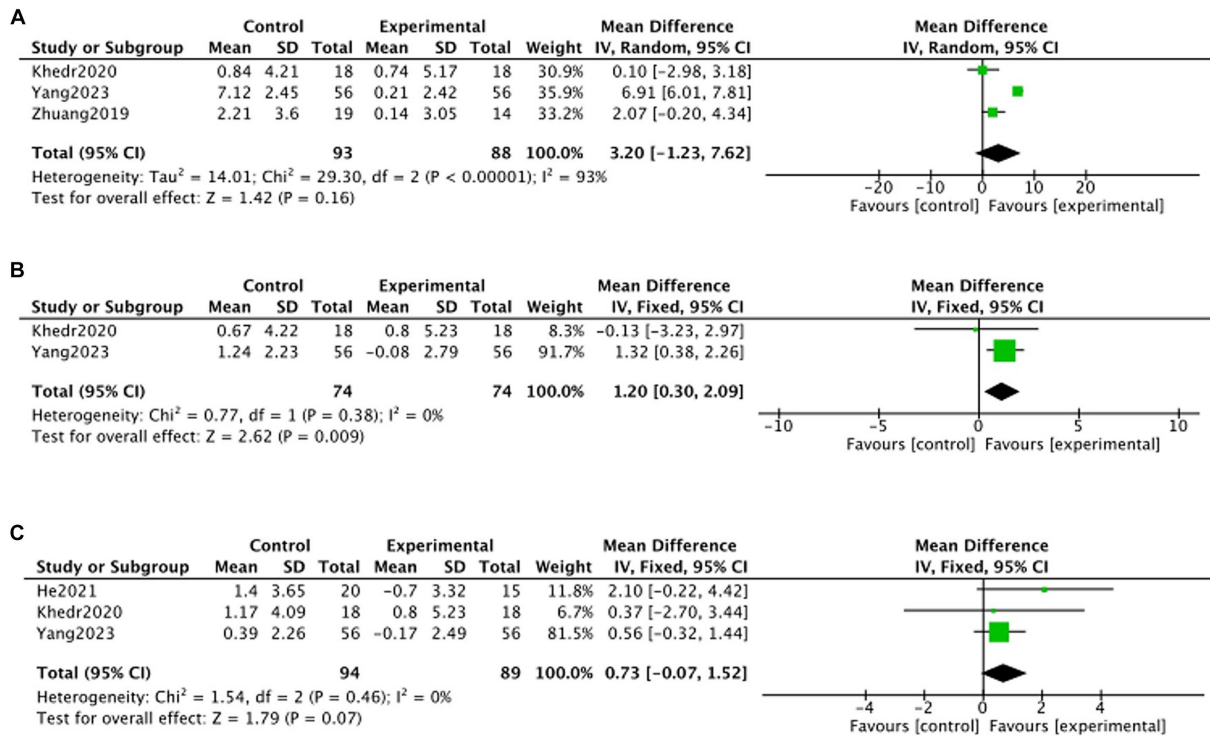 A
Control Experimental Mean Difference Mean Difference
Study or Subgroup Mean SD Total Mean SD Total Weight IV, Random, 95% CI IV, Random, 95% CI
Khedr2020 0.84 4.21 18 0.74 5.17 18 30.9% 0.10 [−2.98, 3.18]
Yang2023 7.12 2.45 56 0.21 2.42 56 35.9% 6.91 [6.01, 7.81]
Zhuang2019 2.21 3.6 19 0.14 3.05 14 33.2% 2.07 [−0.20, 4.34]
Total (95% CI) 93 88 100.0% 3.20 [−1.23, 7.62]
Heterogeneity: Tau² = 14.01; Chi² = 29.30, df = 2 (P < 0.00001); I² = 93%
Test for overall effect: Z = 1.42 (P = 0.16)
−20 −10 0 10 20
Favours [control] Favours [experimental]
B
Control Experimental Mean Difference Mean Difference
Study or Subgroup Mean SD Total Mean SD Total Weight IV, Fixed, 95% CI IV, Fixed, 95% CI
Khedr2020 0.67 4.22 18 0.8 5.23 18 8.3% −0.13 [−3.23, 2.97]
Yang2023 1.24 2.23 56 −0.08 2.79 56 91.7% 1.32 [0.38, 2.26]
Total (95% CI) 74 74 100.0% 1.20 [0.30, 2.09]
Heterogeneity: Chi² = 0.77, df = 1 (P = 0.38); I² = 0%
Test for overall effect: Z = 2.62 (P = 0.009)
−10 −5 0 5 10
Favours [control] Favours [experimental]
C
Control Experimental Mean Difference Mean Difference
Study or Subgroup Mean SD Total Mean SD Total Weight IV, Fixed, 95% CI IV, Fixed, 95% CI
He2021 1.4 3.65 20 −0.7 3.32 15 11.8% 2.10 [−0.22, 4.42]
Khedr2020 1.17 4.09 18 0.8 5.23 18 6.7% 0.37 [−2.70, 3.44]
Yang2023 0.39 2.26 56 −0.17 2.49 56 81.5% 0.56 [−0.32, 1.44]
Total (95% CI) 94 89 100.0% 0.73 [−0.07, 1.52]
Heterogeneity: Chi² = 1.54, df = 2 (P = 0.46); I² = 0%
Test for overall effect: Z = 1.79 (P = 0.07)
−4 −2 0 2 4
Favours [control] Favours [experimental]